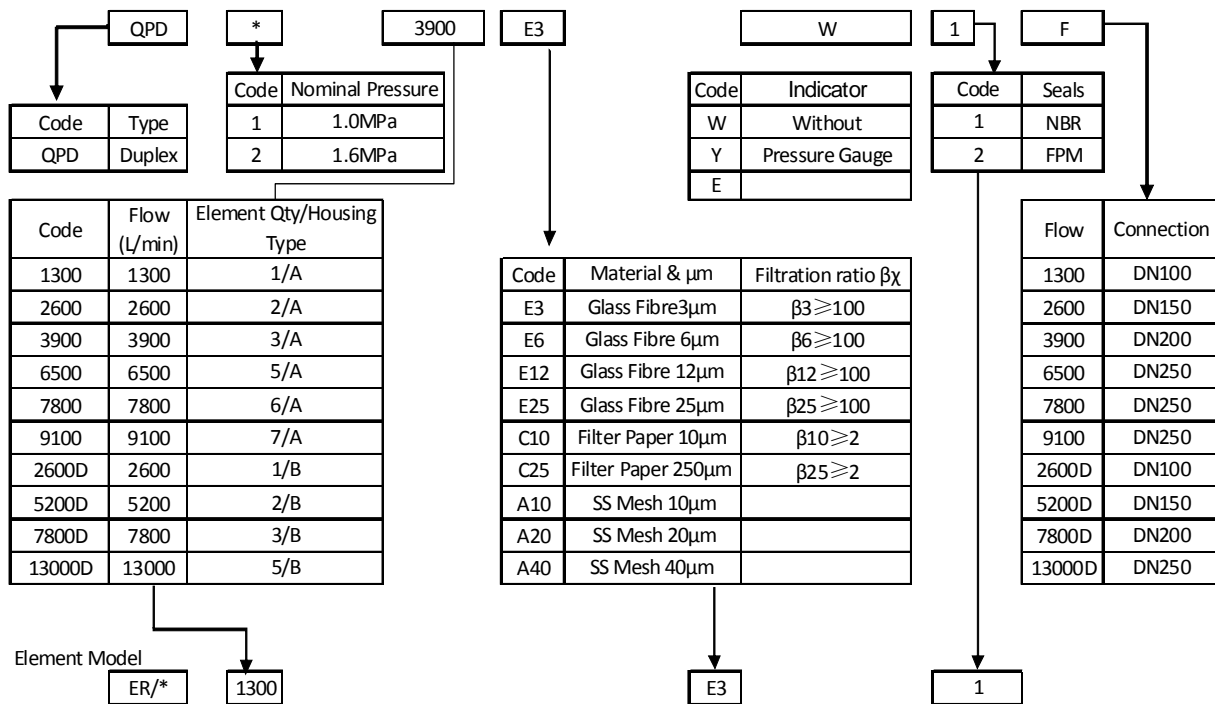 QPD * 3900 E3 W 1 F
Code Nominal Pressure
1 1.0MPa
2 1.6MPa
Code Type
QPD Duplex
Code Indicator
W Without
Y Pressure Gauge
E
Code Seals
1 NBR
2 FPM
Code Flow (L/min) Element Qty/Housing Type
1300 1300 1/A
2600 2600 2/A
3900 3900 3/A
6500 6500 5/A
7800 7800 6/A
9100 9100 7/A
2600D 2600 1/B
5200D 5200 2/B
7800D 7800 3/B
13000D 13000 5/B
Code Material & µm Filtration ratio βχ
E3 Glass Fibre3µm β3≥100
E6 Glass Fibre 6µm β6≥100
E12 Glass Fibre 12µm β12≥100
E25 Glass Fibre 25µm β25≥100
C10 Filter Paper 10µm β10≥2
C25 Filter Paper 250µm β25≥2
A10 SS Mesh 10µm
A20 SS Mesh 20µm
A40 SS Mesh 40µm
Flow Connection
1300 DN100
2600 DN150
3900 DN200
6500 DN250
7800 DN250
9100 DN250
2600D DN100
5200D DN150
7800D DN200
13000D DN250
Element Model
ER/* 1300 E3 1